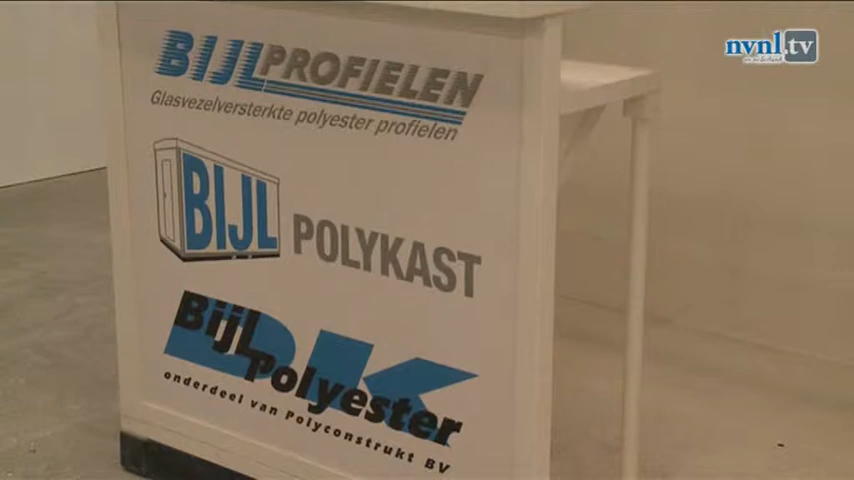 nvnl.tv
BIJL PROFIELEN
Glasvezelversterkte polyester profielen
BIJL POLYKAST
DK
Bijl Polyester
onderdeel van Polyconstrukt BV